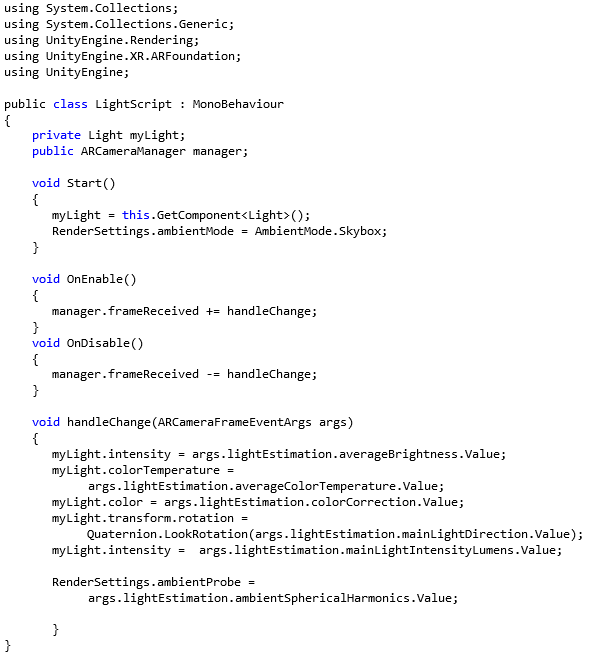 using System.Collections;
using System.Collections.Generic;
using UnityEngine.Rendering;
using UnityEngine.XR.ARFoundation;
using UnityEngine;

public class LightScript : MonoBehaviour
{
    private Light myLight;
    public ARCameraManager manager;

    void Start()
    {
       myLight = this.GetComponent<Light>();
       RenderSettings.ambientMode = AmbientMode.Skybox;
    }

    void OnEnable()
    {
       manager.frameReceived += handleChange;
    }
    void OnDisable()
    {
       manager.frameReceived -= handleChange;
    }

    void handleChange(ARCameraFrameEventArgs args)
    {
       myLight.intensity = args.lightEstimation.averageBrightness.Value;
       myLight.colorTemperature =
            args.lightEstimation.averageColorTemperature.Value;
       myLight.color = args.lightEstimation.colorCorrection.Value;
       myLight.transform.rotation =
            Quaternion.LookRotation(args.lightEstimation.mainLightDirection.Value);
       myLight.intensity =  args.lightEstimation.mainLightIntensityLumens.Value;

       RenderSettings.ambientProbe =
            args.lightEstimation.ambientSphericalHarmonics.Value;

       }
}